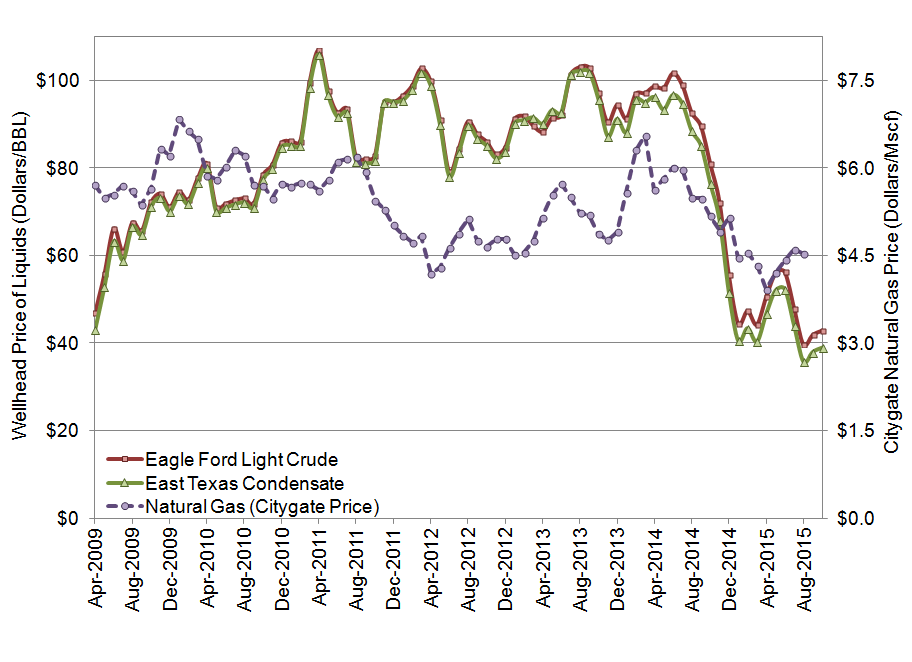 Wellhead Price of Liquids (Dollars/BBL)
$100
$80
$60
$40
$20
$0
Eagle Ford Light Crude
East Texas Condensate
Natural Gas (Citygate Price)
Apr-2009
Aug-2009
Dec-2009
Apr-2010
Aug-2010
Dec-2010
Apr-2011
Aug-2011
Dec-2011
Apr-2012
Aug-2012
Dec-2012
Apr-2013
Aug-2013
Dec-2013
Apr-2014
Aug-2014
Dec-2014
Apr-2015
Aug-2015
$7.5
$6.0
$4.5
$3.0
$1.5
$0.0
Citygate Natural Gas Price (Dollars/Mscf)